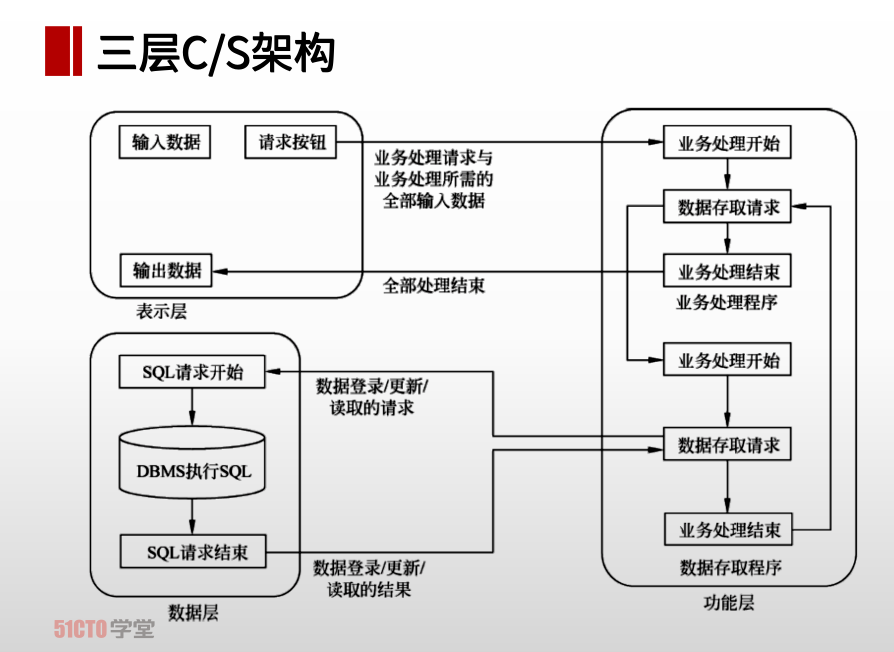 三层C/S架构
输入数据
请求按钮
业务处理请求与
业务处理所需的
全部输入数据
业务处理开始
数据存取请求
输出数据
全部处理结束
业务处理结束
业务处理程序
表示层
SQL请求开始
数据登录/更新/
读取的请求
业务处理开始
DBMS执行SQL
数据存取请求
SQL请求结束
数据登录/更新/
读取的结果
业务处理结束
数据存取程序
数据层
功能层
51CTO学堂